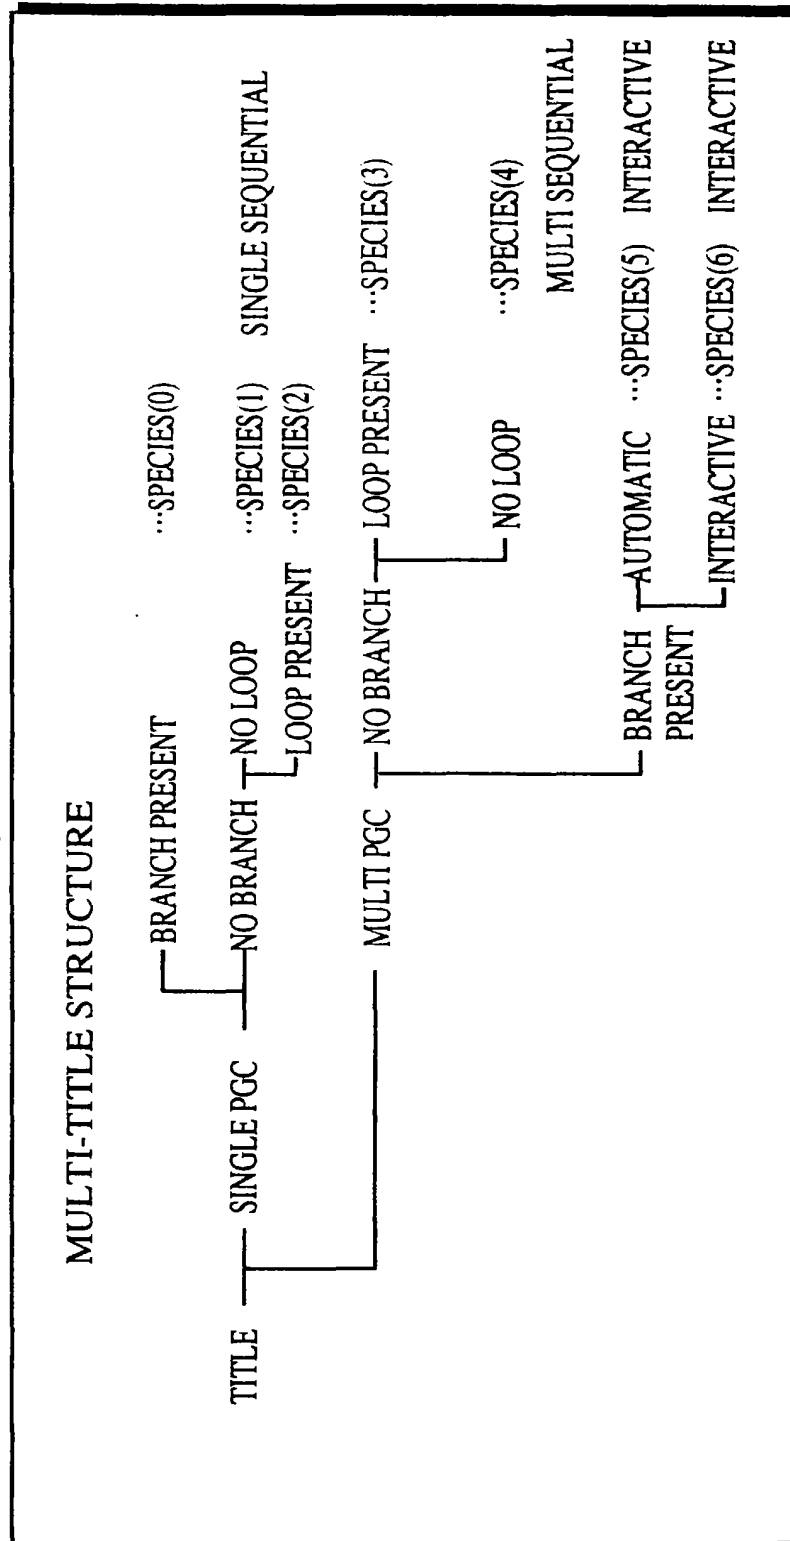 MULTI-TITLE STRUCTURE
BRANCH PRESENT ···SPECIES(0)
TITLE SINGLE PGC NO BRANCH NO LOOP ···SPECIES(1) SINGLE SEQUENTIAL
LOOP PRESENT ···SPECIES(2)
MULTI PGC NO BRANCH LOOP PRESENT ···SPECIES(3)
NO LOOP ···SPECIES(4)
MULTI SEQUENTIAL
BRANCH AUTOMATIC ···SPECIES(5) INTERACTIVE
PRESENT
INTERACTIVE ···SPECIES(6) INTERACTIVE